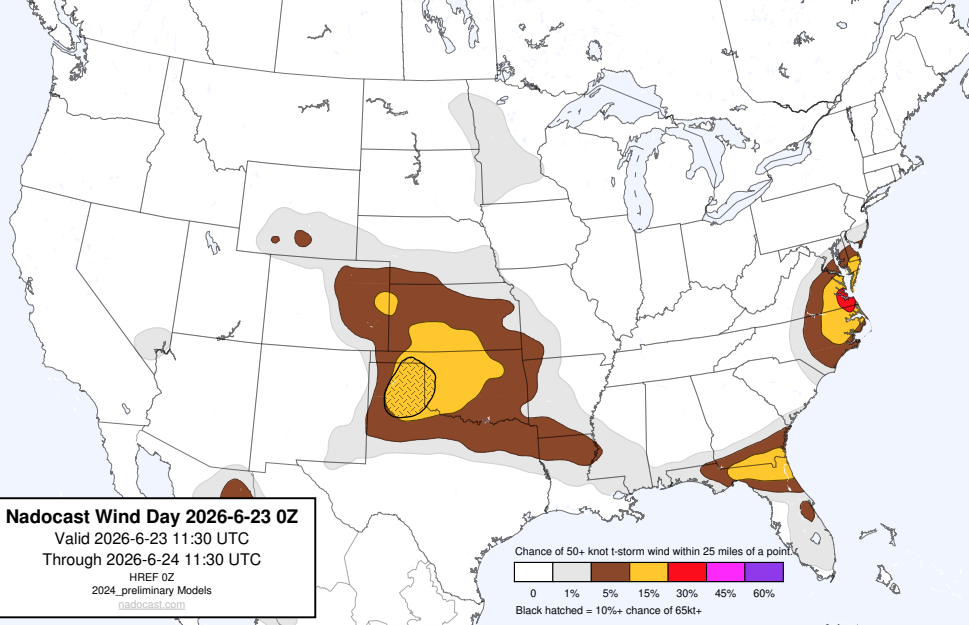 Nadocast Wind Day 2026-6-23 0Z
Valid 2026-6-23 11:30 UTC
Through 2026-6-24 11:30 UTC
HREF 0Z
2024_preliminary Models
nadocast.com
Chance of 50+ knot t-storm wind within 25 miles of a point.
0 1% 5% 15% 30% 45% 60%
Black hatched = 10%+ chance of 65kt+